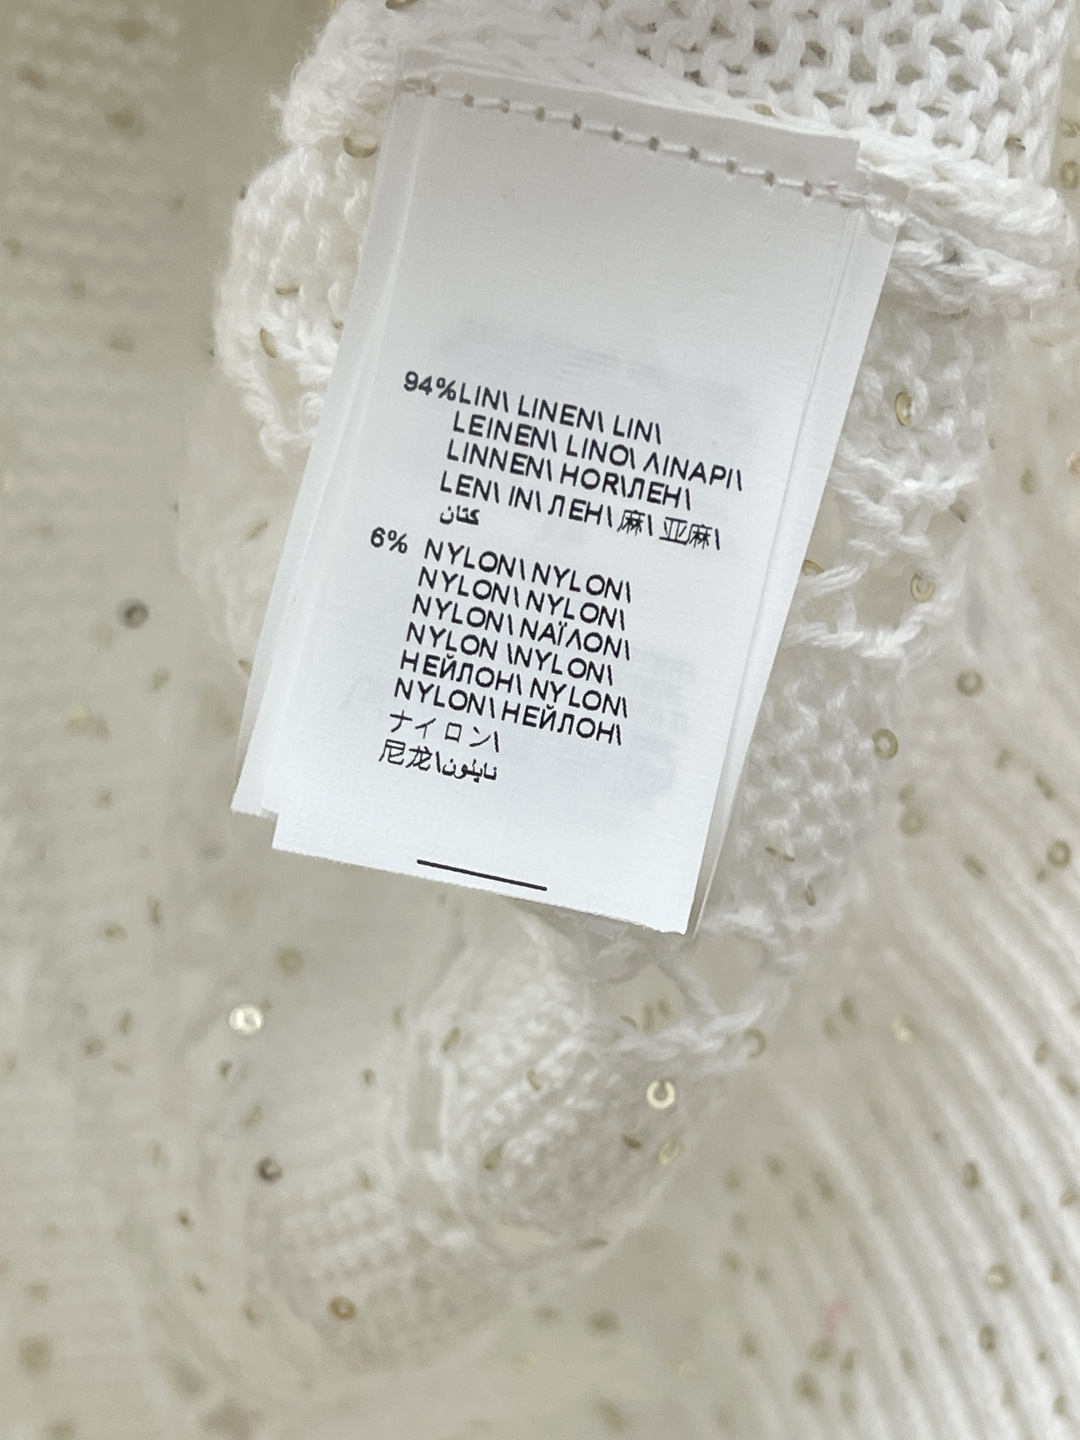 94%LIN\ LINEN\ LIN\
LEINEN\ LINO\ ΛΙΝΑΡΙ\
LINNEN\ HOR\ЛЕН\
LEN\ IN\ ЛЕН\ 麻\ 亚麻\
كتان
6% NYLON\ NYLON\
NYLON\ NYLON\
NYLON\ ΝΑΪΛΟΝ\
NYLON \NYLON\
НЕЙЛОН\ NYLON\
NYLON\ НЕЙЛОН\
ナイロン\
尼龙\نايلون